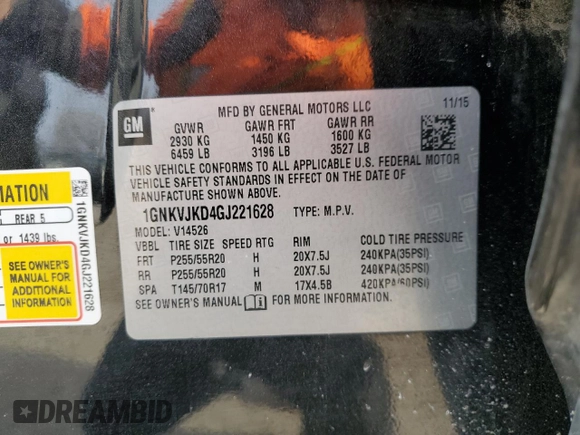 GM
MFD BY GENERAL MOTORS LLC 11/15
GVWR GAWR FRT GAWR RR
2930 KG 1450 KG 1600 KG
6459 LB 3196 LB 3527 LB
THIS VEHICLE CONFORMS TO ALL APPLICABLE U.S. FEDERAL MOTOR
VEHICLE SAFETY STANDARDS IN EFFECT ON THE DATE OF
MANUFACTURE SHOWN ABOVE.
1GNKVJKD4GJ221628 TYPE: M.P.V.
MODEL: V14526
VBBL TIRE SIZE SPEED RTG RIM COLD TIRE PRESSURE
FRT P255/55R20 H 20X7.5J 240KPA(35PSI)
RR P255/55R20 H 20X7.5J 240KPA(35PSI)
SPA T145/70R17 M 17X4.5B 420KPA(60PSI)
SEE OWNER'S MANUAL FOR MORE INFORMATION
MATION
REAR 5
or 1439 lbs.
SEE OWNER'S
MANUAL FOR
ADDITIONAL
INFORMATION
1GNKVJKD4GJ221628
DREAMBID